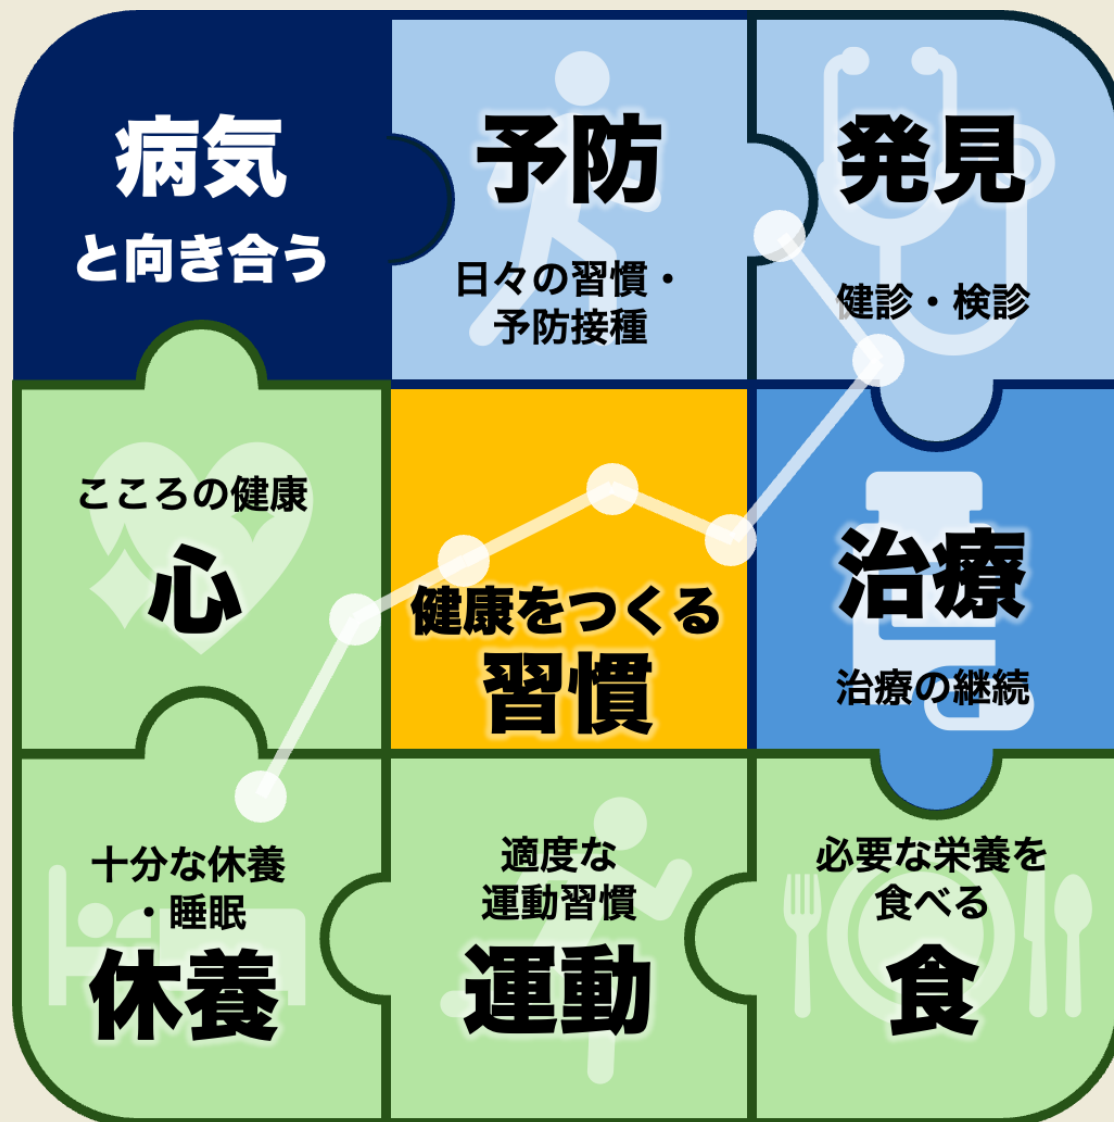 病気
と向き合う
予防
日々の習慣・
予防接種
発見
健診・検診
こころの健康
心
健康をつくる
習慣
治療
治療の継続
十分な休養
・睡眠
休養
適度な
運動習慣
運動
必要な栄養を
食べる
食